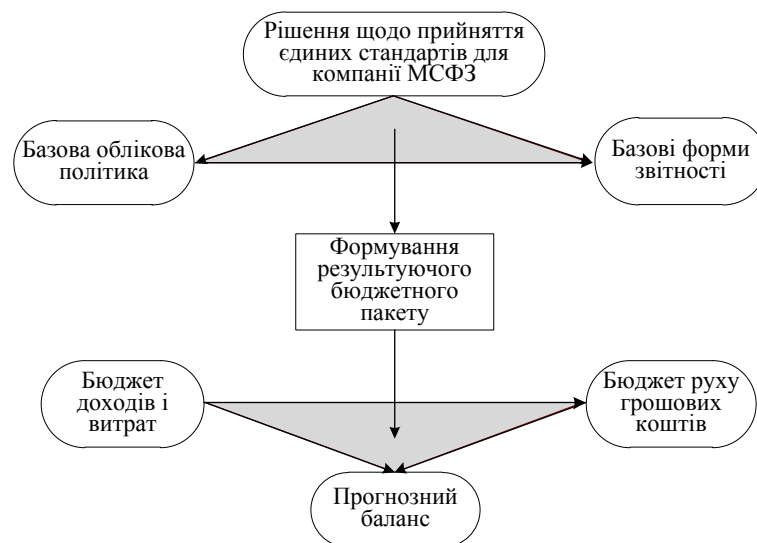 Рішення щодо прийняття
єдиних стандартів для
компанії МСФЗ
Базова облікова
політика
Базові форми
звітності
Формування
результуючого
бюджетного
пакету
Бюджет
доходів і
витрат
Бюджет руху
грошових
коштів
Прогнозний
баланс